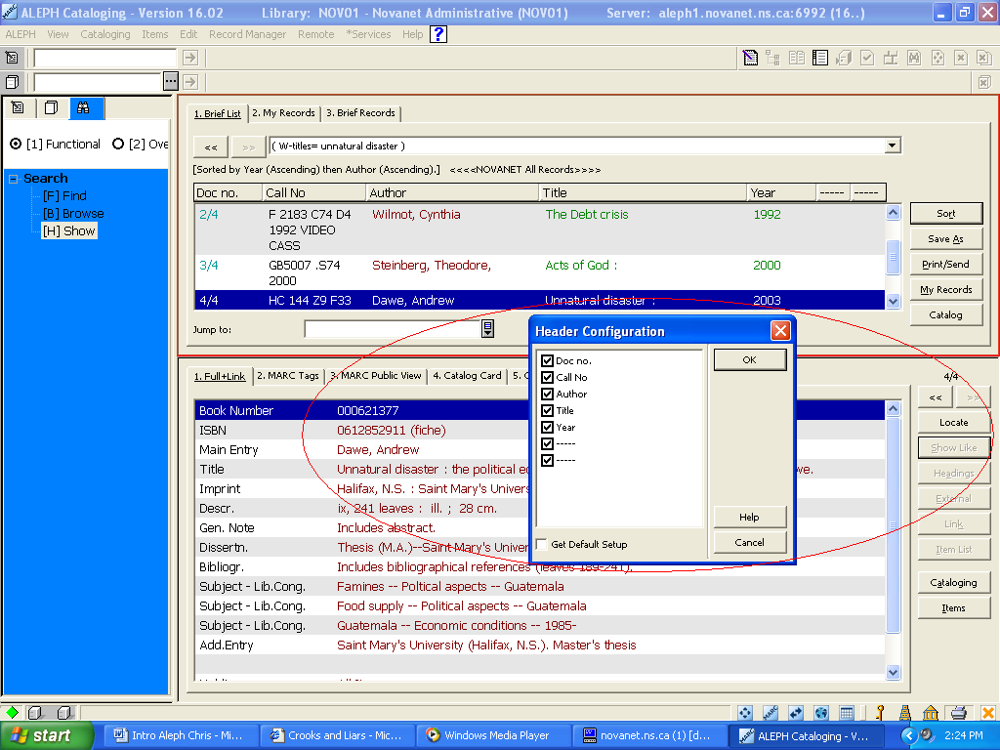 ALEPH Cataloging - Version 16.02 Library: NOV01 - Novanet Administrative (NOV01) Server: aleph1.novanet.ns.ca:6992 (16..)
ALEPH View Cataloging Items Edit Record Manager Remote *Services Help ?
[1] Functional [2] Ove
Search
[F] Find
[B] Browse
[H] Show
1. Brief List 2. My Records 3. Brief Records
<< >> ( W-titles= unnatural disaster )
[Sorted by Year (Ascending) then Author (Ascending).] <<<<NOVANET All Records>>>>
Doc no. Call No Author Title Year ----- -----
2/4 F 2183 C74 D4 Wilmot, Cynthia The Debt crisis 1992
1992 VIDEO
CASS
3/4 GB5007 .S74 Steinberg, Theodore, Acts of God : 2000
2000
4/4 HC 144 Z9 F33 Dawe, Andrew Unnatural disaster : 2003
Sort
Save As
Print/Send
My Records
Catalog
Jump to:
Header Configuration
Doc no.
Call No
Author
Title
Year
-----
-----
Get Default Setup
OK
Help
Cancel
1. Full+Link 2. MARC Tags 3. MARC Public View 4. Catalog Card 5. C
4/4
<< >>
Locate
Show Like
Headings
External
Link
Item List
Cataloging
Items
Book Number 000621377
ISBN 0612852911 (fiche)
Main Entry Dawe, Andrew
Title Unnatural disaster : the political ec we.
Imprint Halifax, N.S. : Saint Mary's Univers
Descr. ix, 241 leaves : ill. ; 28 cm.
Gen. Note Includes abstract.
Dissertn. Thesis (M.A.)--Saint Mary's Univer
Bibliogr. Includes bibliographical references (leaves 189-241).
Subject - Lib.Cong. Famines -- Poltical aspects -- Guatemala
Subject - Lib.Cong. Food supply -- Political aspects -- Guatemala
Subject - Lib.Cong. Guatemala -- Economic conditions -- 1985-
Add.Entry Saint Mary's University (Halifax, N.S.). Master's thesis
MARC
start Intro Aleph Chris - Mi... Crooks and Liars - Mic... Windows Media Player novanet.ns.ca (1) [d... ALEPH Cataloging - V... 2:24 PM